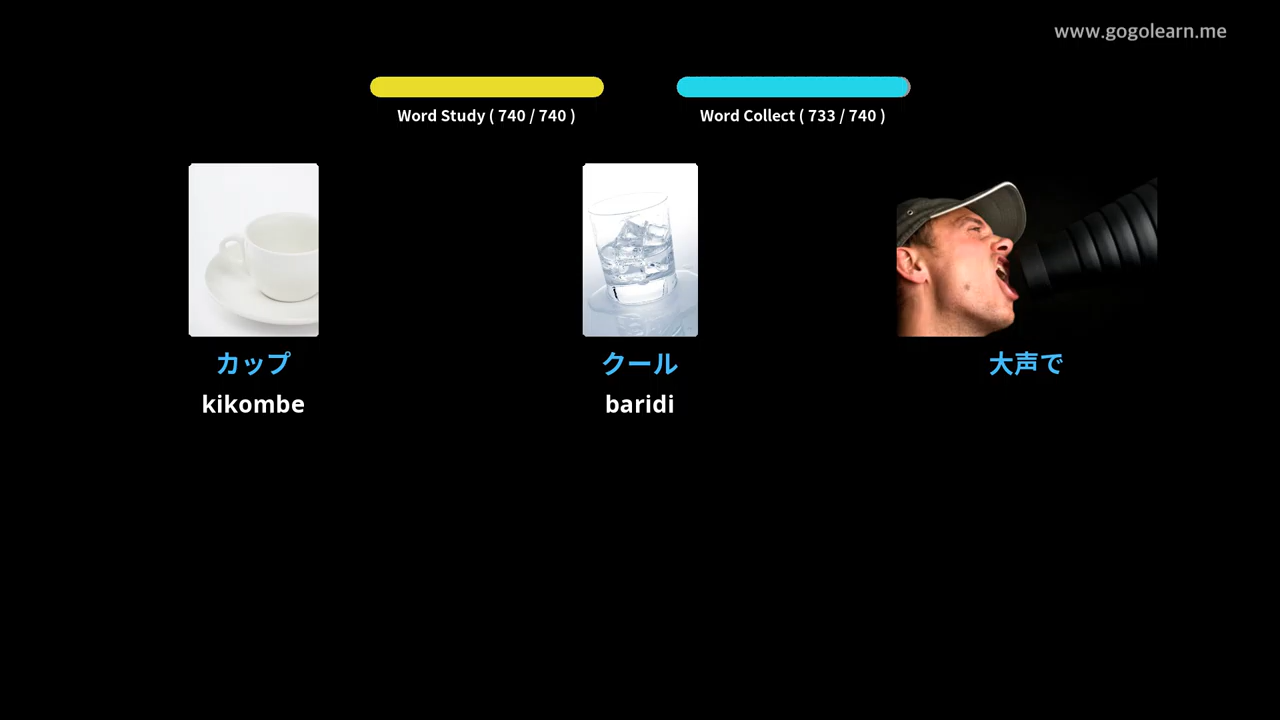 www.gogolearn.me
Word Study ( 740 / 740 )
Word Collect ( 733 / 740 )
カップ
クール
大声で
kikombe
baridi